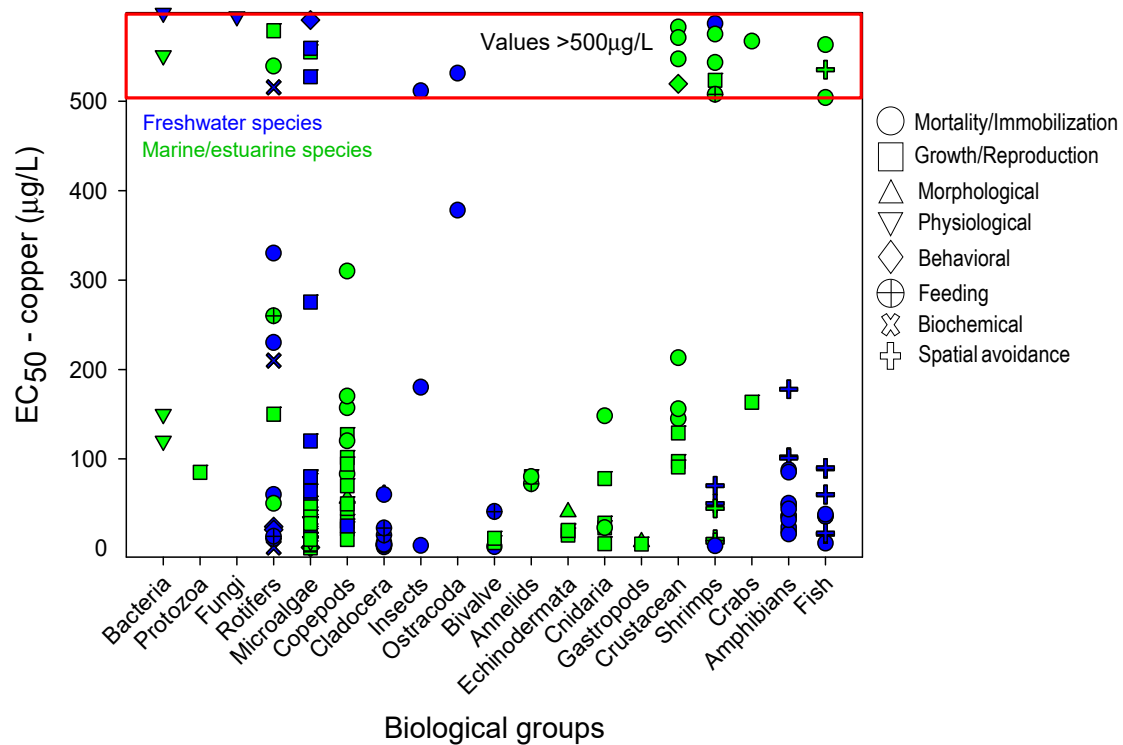 Values >500μg/L
Freshwater species
Marine/estuarine species
EC50 - copper (μg/L)
500
400
300
200
100
0
Bacteria
Protozoa
Fungi
Rotifers
Microalgae
Copepods
Cladocera
Insects
Ostracoda
Bivalve
Annelids
Echinodermata
Cnidaria
Gastropods
Crustacean
Shrimps
Crabs
Amphibians
Fish
Biological groups
Mortality/Immobilization
Growth/Reproduction
Morphological
Physiological
Behavioral
Feeding
Biochemical
Spatial avoidance